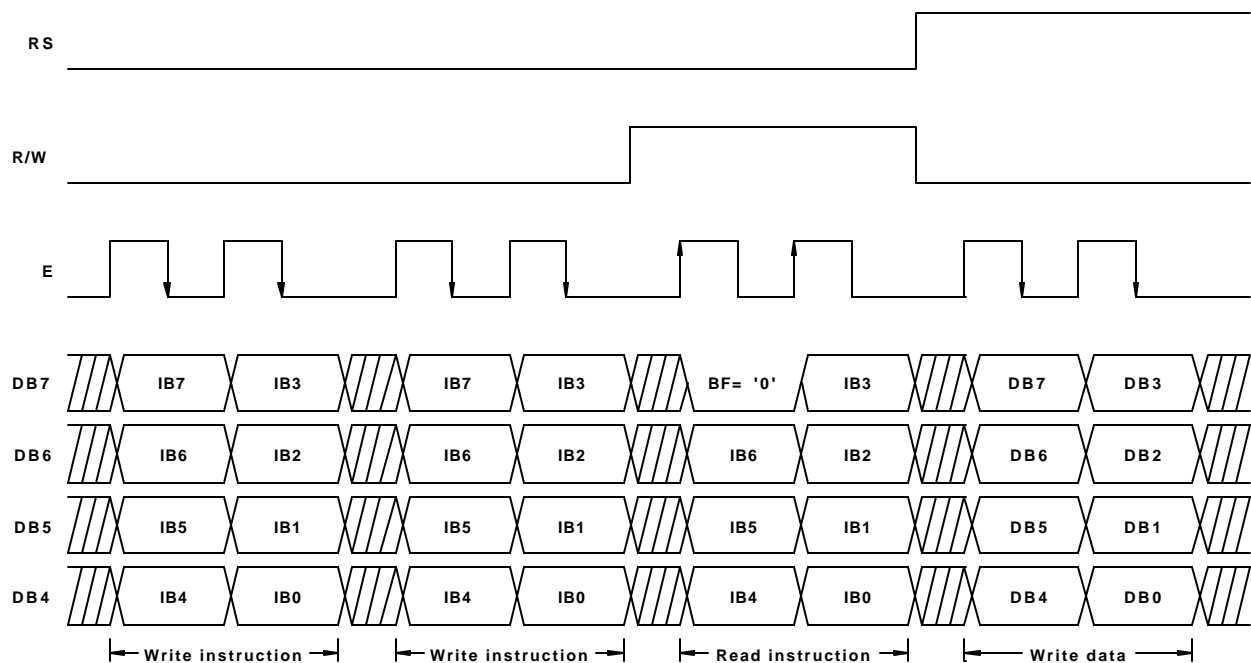 RS
R/W
E
DB7 IB7 IB3 IB7 IB3 BF= '0' IB3 DB7 DB3
DB6 IB6 IB2 IB6 IB2 IB6 IB2 DB6 DB2
DB5 IB5 IB1 IB5 IB1 IB5 IB1 DB5 DB1
DB4 IB4 IB0 IB4 IB0 IB4 IB0 DB4 DB0
Write instruction Write instruction Read instruction Write data